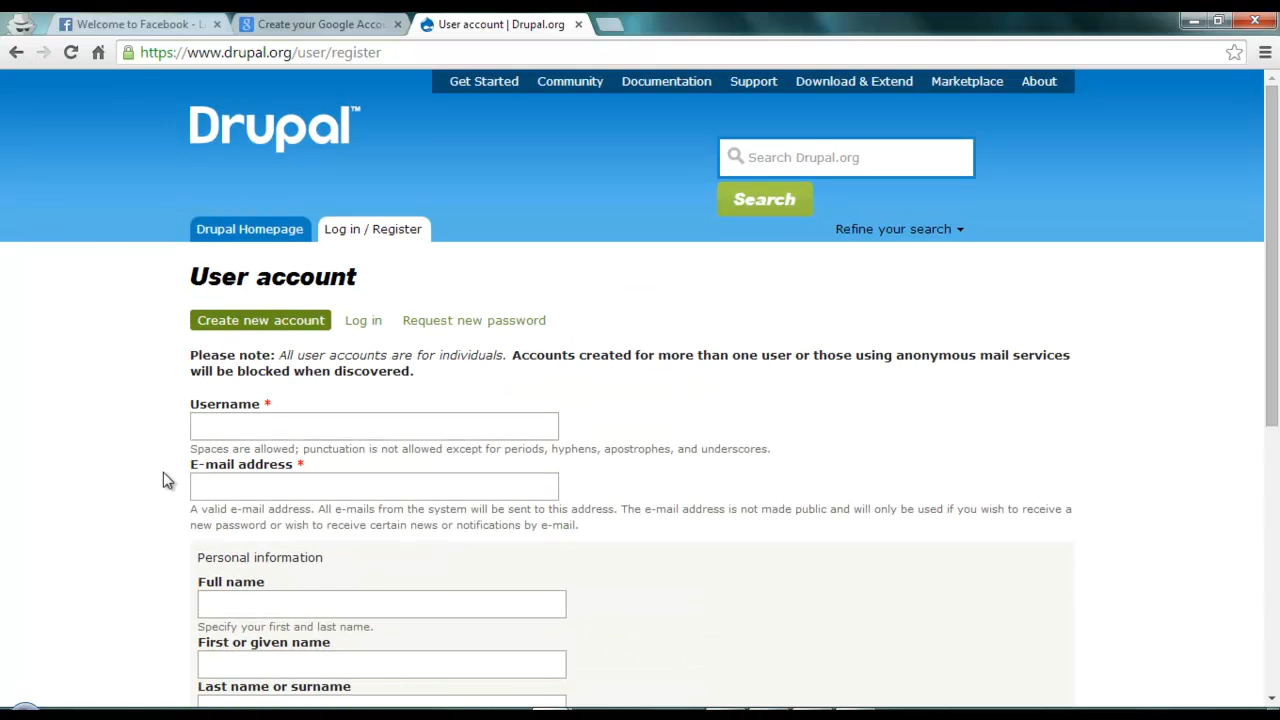 Welcome to Facebook - L
Create your Google Accou
User account | Drupal.org
https://www.drupal.org/user/register
Get Started Community Documentation Support Download & Extend Marketplace About
Drupal™
Search Drupal.org
Search
Drupal Homepage Log in / Register Refine your search
User account
Create new account Log in Request new password
Please note: All user accounts are for individuals. Accounts created for more than one user or those using anonymous mail services
will be blocked when discovered.
Username *
Spaces are allowed; punctuation is not allowed except for periods, hyphens, apostrophes, and underscores.
E-mail address *
A valid e-mail address. All e-mails from the system will be sent to this address. The e-mail address is not made public and will only be used if you wish to receive a
new password or wish to receive certain news or notifications by e-mail.
Personal information
Full name
Specify your first and last name.
First or given name
Last name or surname